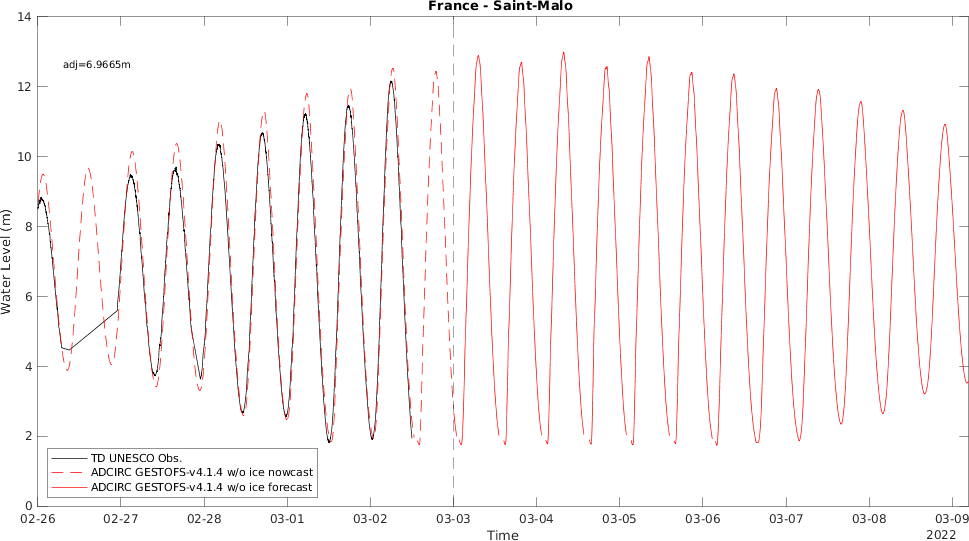 France - Saint-Malo
adj=6.9665m
Water Level (m)
14
12
10
8
6
4
2
0
TD UNESCO Obs.
ADCIRC GESTOFS-v4.1.4 w/o ice nowcast
ADCIRC GESTOFS-v4.1.4 w/o ice forecast
02-26 02-27 02-28 03-01 03-02 03-03 03-04 03-05 03-06 03-07 03-08 03-09
Time
2022